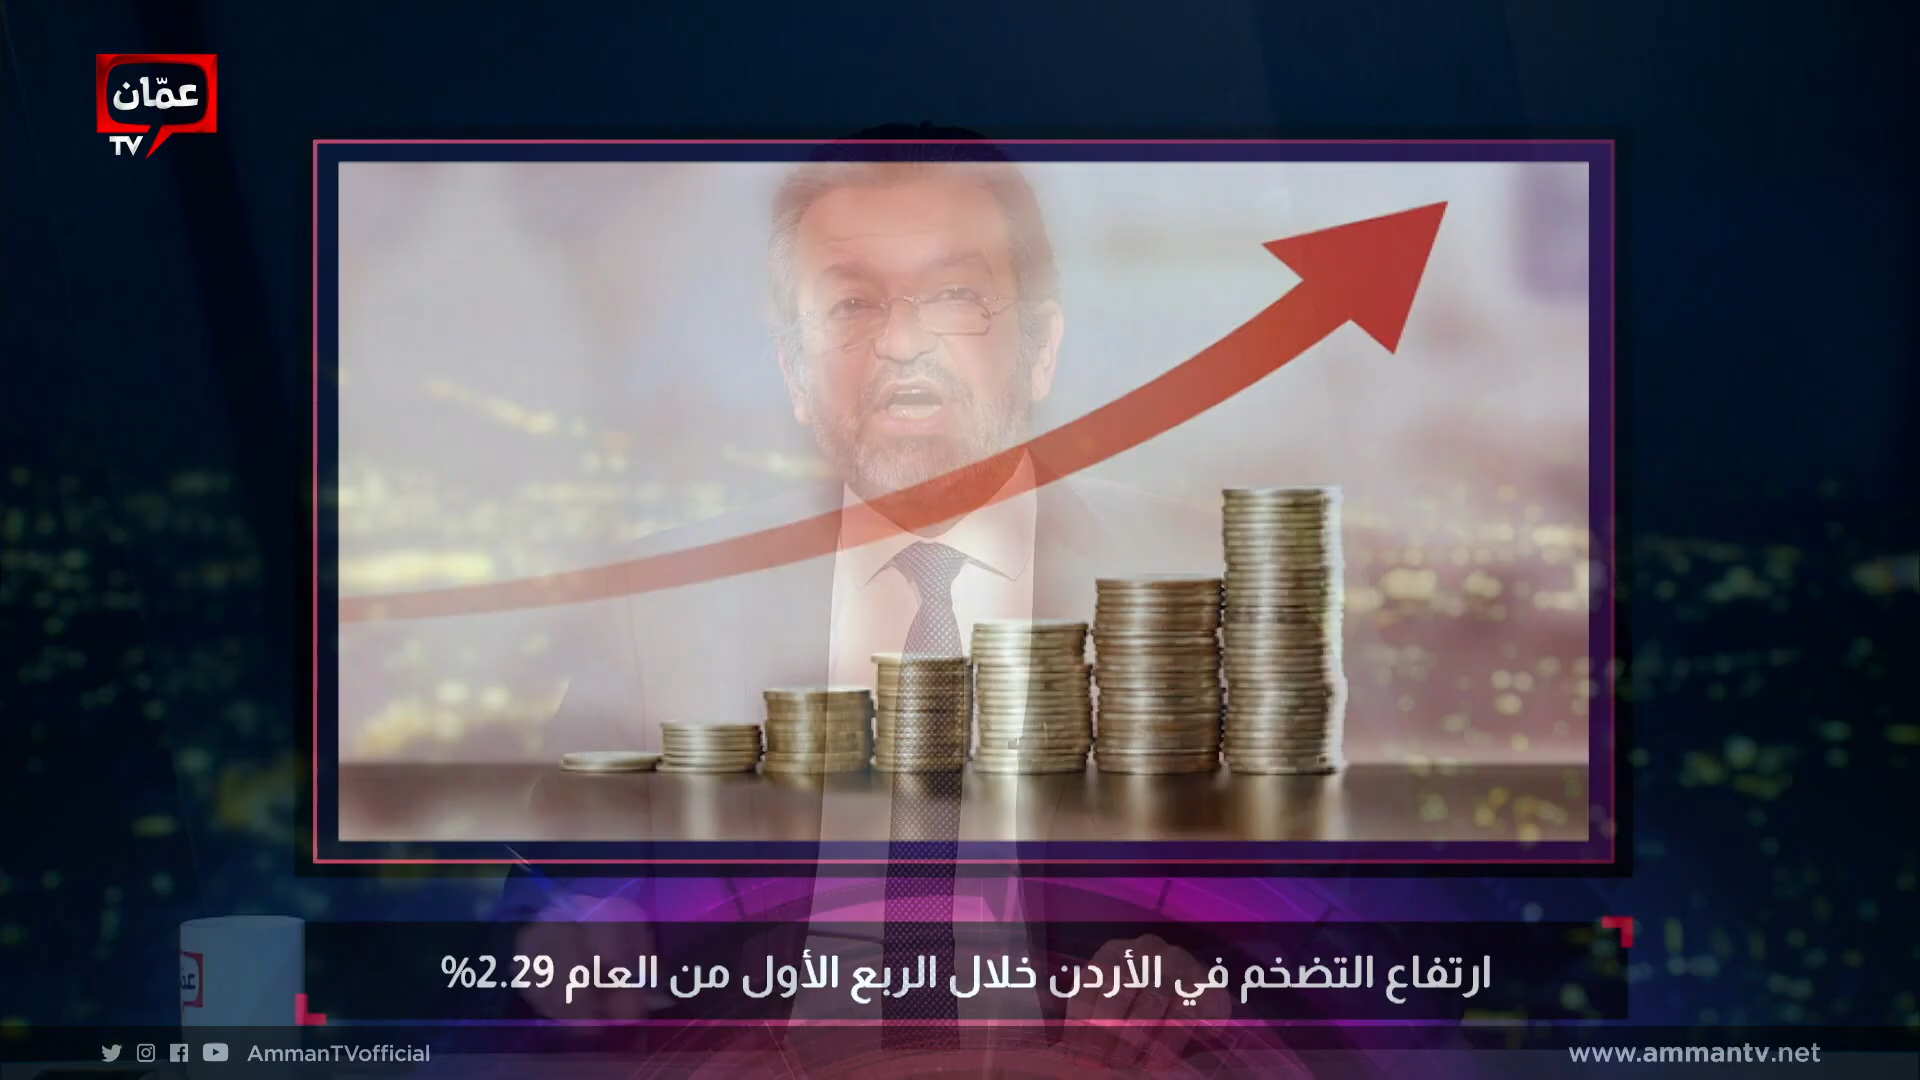 عمّان
TV
ارتفاع التضخم في الأردن خلال الربع الأول من العام 2.29%
AmmanTVofficial
www.ammantv.net